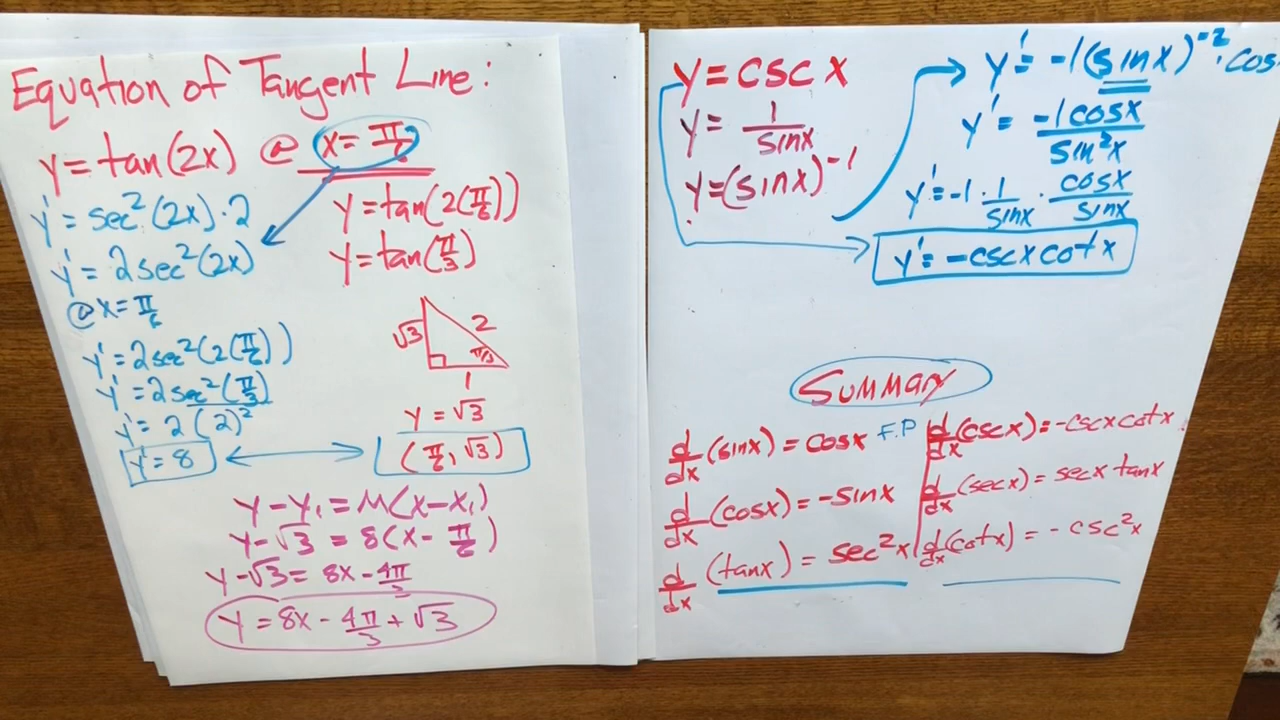 Equation of Tangent Line:
y = tan(2x) @ x = π/6
y' = sec²(2x)·2
y' = 2sec²(2x)
@ x = π/6
y' = 2sec²(2(π/6))
y' = 2sec²(π/3)
y' = 2(2)²
y' = 8
y = tan(2(π/6))
y = tan(π/3)
√3 2
π/3
1
y = √3
(π/6, √3)
y - y₁ = M(x - x₁)
y - √3 = 8(x - π/6)
y - √3 = 8x - 4π/3
y = 8x - 4π/3 + √3
y = csc x
y = 1/sinx
y = (sinx)⁻¹
y' = -1(sinx)⁻² · cos
y' = -1cosx/sin²x
y' = -1 · 1/sinx · cosx/sinx
y' = -cscxcotx
Summary
d/dx (sinx) = cosx F.P
d/dx (cosx) = -sinx
d/dx (tanx) = sec²x
d/dx (cscx) = -cscxcotx
d/dx (secx) = secx tanx
d/dx (cotx) = -csc²x